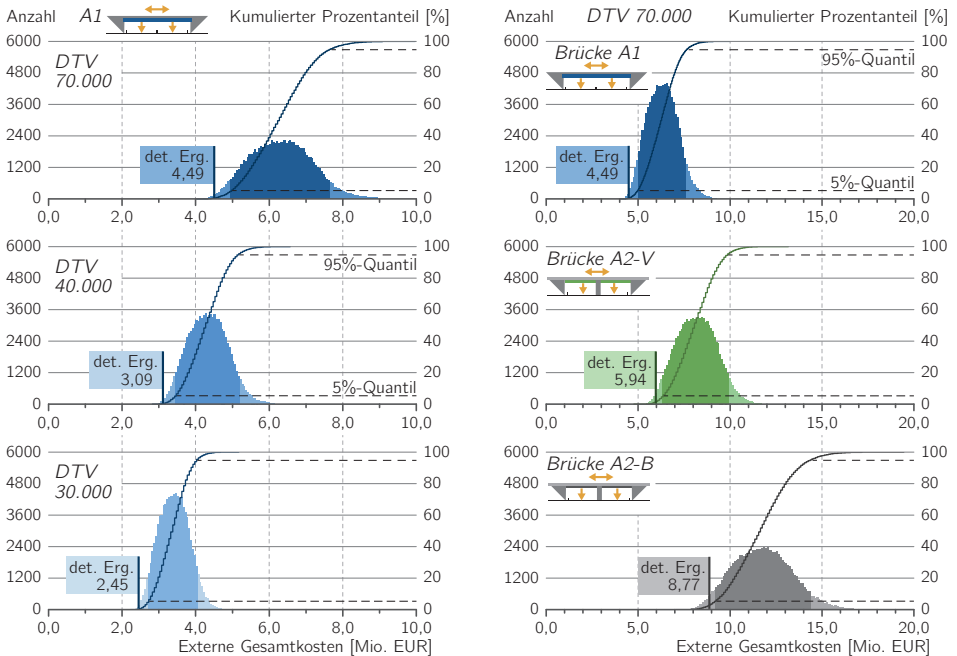 Anzahl A1 Kumulierter Prozentanteil [%]
6000 100
DTV
70.000
4800 80
3600 60
2400 40
det. Erg.
4,49
1200 20
0 0
0,0 2,0 4,0 6,0 8,0 10,0
6000 100
DTV
40.000
95%-Quantil
4800 80
3600 60
2400 40
det. Erg.
3,09
1200 20
5%-Quantil
0 0
0,0 2,0 4,0 6,0 8,0 10,0
6000 100
DTV
30.000
4800 80
3600 60
2400 40
det. Erg.
2,45
1200 20
0 0
0,0 2,0 4,0 6,0 8,0 10,0
Externe Gesamtkosten [Mio. EUR]
Anzahl DTV 70.000 Kumulierter Prozentanteil [%]
6000 100
Brücke A1
95%-Quantil
4800 80
3600 60
2400 40
det. Erg.
4,49
1200 20
5%-Quantil
0 0
0,0 5,0 10,0 15,0 20,0
6000 100
Brücke A2-V
4800 80
3600 60
2400 40
det. Erg.
5,94
1200 20
0 0
0,0 5,0 10,0 15,0 20,0
6000 100
Brücke A2-B
4800 80
3600 60
2400 40
det. Erg.
8,77
1200 20
0 0
0,0 5,0 10,0 15,0 20,0
Externe Gesamtkosten [Mio. EUR]